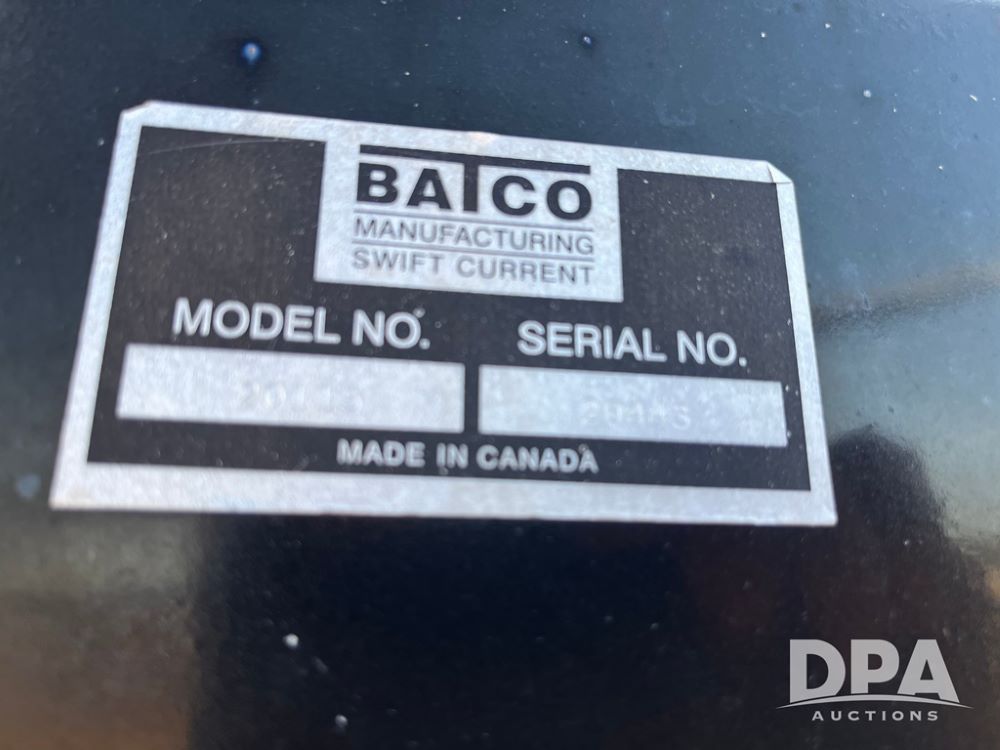 BATCO
MANUFACTURING
SWIFT CURRENT
MODEL NO. SERIAL NO.
MADE IN CANADA
DPA
AUCTIONS